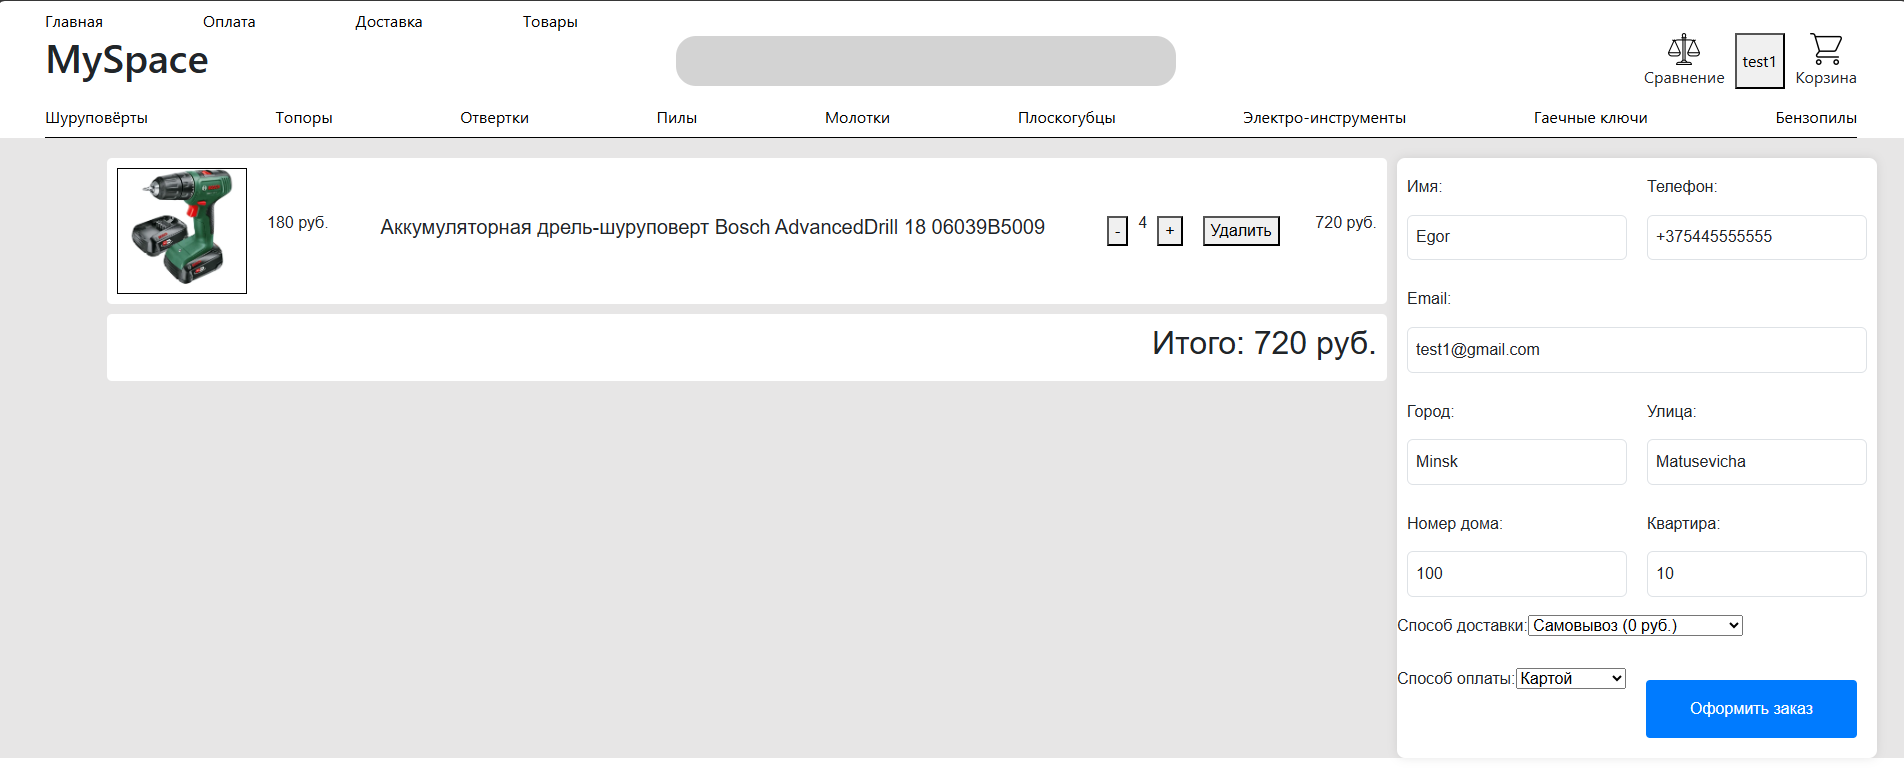 Главная Оплата Доставка Товары
MySpace
Сравнение test1 Корзина
Шуруповёрты Топоры Отвертки Пилы Молотки Плоскогубцы Электро-инструменты Гаечные ключи Бензопилы
180 руб. Аккумуляторная дрель-шуруповерт Bosch AdvancedDrill 18 06039B5009 - 4 + Удалить 720 руб.
Итого: 720 руб.
Имя: Телефон:
Egor +375445555555
Email:
test1@gmail.com
Город: Улица:
Minsk Matusevicha
Номер дома: Квартира:
100 10
Способ доставки: Самовывоз (0 руб.)
Способ оплаты: Картой
Оформить заказ